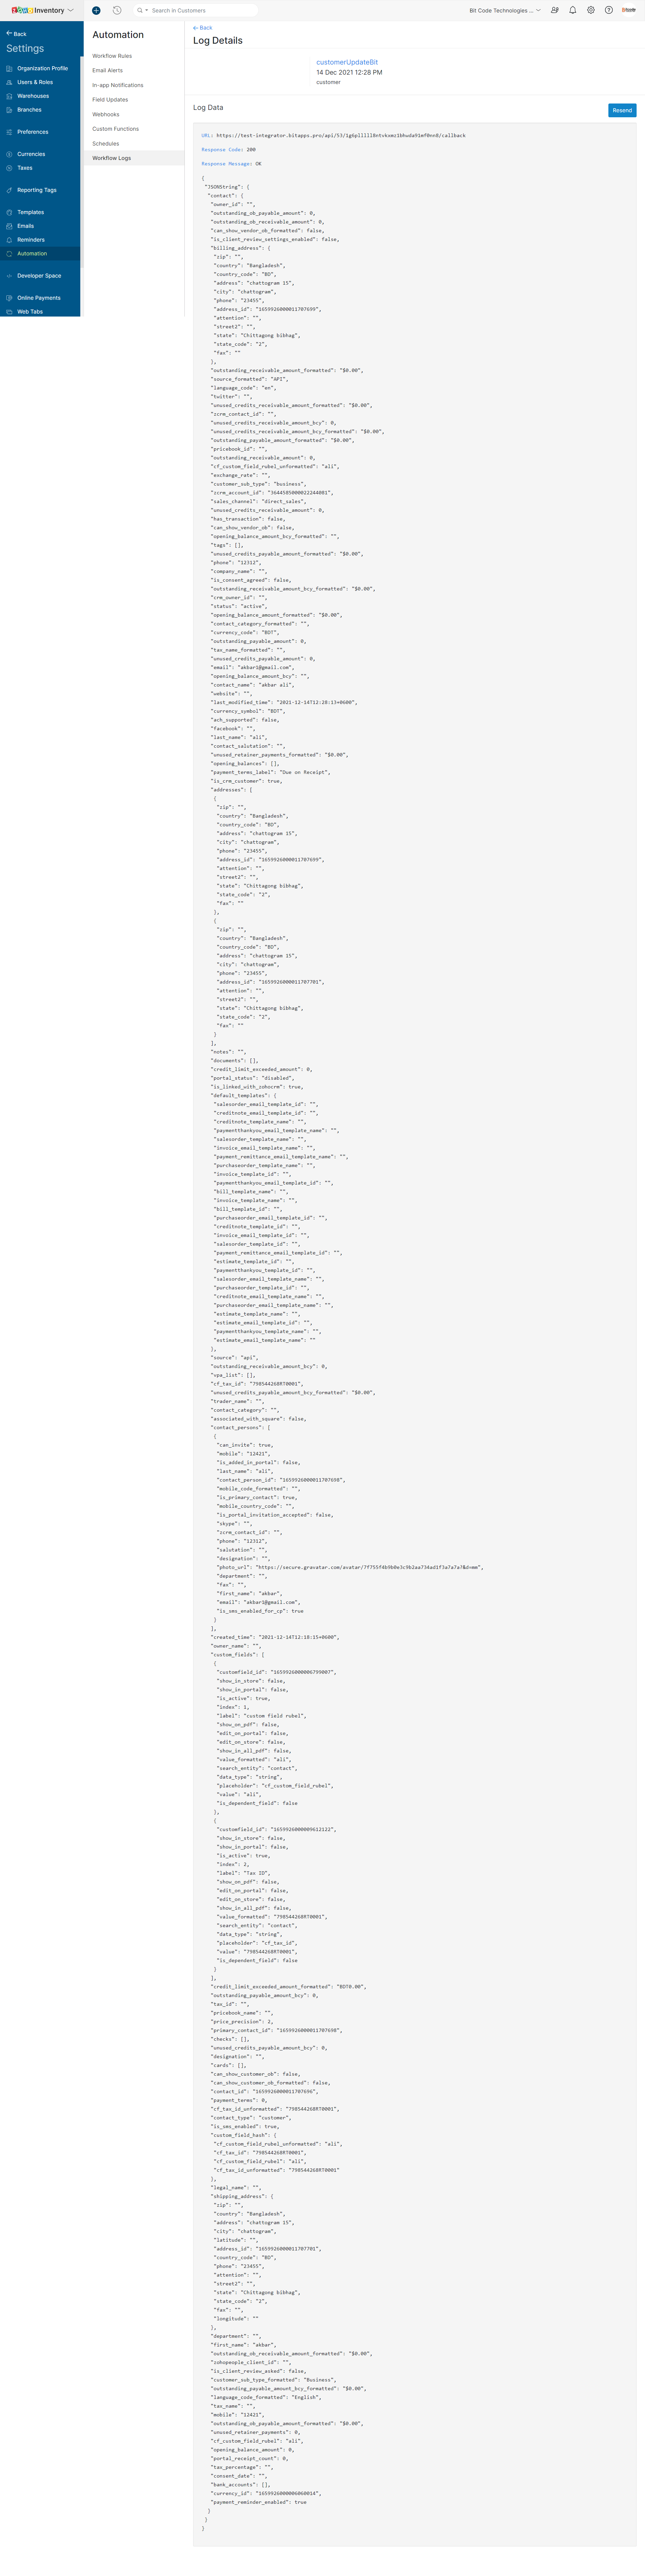 ZOHO Inventory
Search in Customers
Bit Code Technologies ...
Back
Settings
Organization Profile
Users & Roles
Warehouses
Branches
Preferences
Currencies
Taxes
Reporting Tags
Templates
Emails
Reminders
Automation
Developer Space
Online Payments
Web Tabs
Automation
Workflow Rules
Email Alerts
In-app Notifications
Field Updates
Webhooks
Custom Functions
Schedules
Workflow Logs
Back
Log Details
customerUpdateBit
14 Dec 2021 12:28 PM
customer
Log Data
Resend
Response Code: 200
Response Message: OK
{
"JSONString": {
"contact": {
"owner_id": "",
"outstanding_ob_payable_amount": 0,
"outstanding_ob_receivable_amount": 0,
"can_show_vendor_ob_formatted": false,
"is_client_review_settings_enabled": false,
"billing_address": {
"zip": "",
"country": "Bangladesh",
"country_code": "BD",
"address": "chattogram 15",
"city": "chattogram",
"phone": "23455",
"address_id": "1659926000011707699",
"attention": "",
"street2": "",
"state": "Chittagong bibhag",
"state_code": "2",
"fax": ""
},
"outstanding_receivable_amount_formatted": "$0.00",
"source_formatted": "API",
"language_code": "en",
"twitter": "",
"unused_credits_receivable_amount_formatted": "$0.00",
"zcrm_contact_id": "",
"unused_credits_receivable_amount_bcy": 0,
"unused_credits_receivable_amount_bcy_formatted": "$0.00",
"outstanding_payable_amount_formatted": "$0.00",
"pricebook_id": "",
"outstanding_receivable_amount": 0,
"cf_custom_field_rubel_unformatted": "ali",
"exchange_rate": "",
"customer_sub_type": "business",
"zcrm_account_id": "3644585000022244001",
"sales_channel": "direct_sales",
"unused_credits_receivable_amount": 0,
"has_transaction": false,
"can_show_vendor_ob": false,
"opening_balance_amount_bcy_formatted": "",
"tags": [],
"unused_credits_payable_amount_formatted": "$0.00",
"phone": "12312",
"company_name": "",
"is_consent_agreed": false,
"outstanding_receivable_amount_bcy_formatted": "$0.00",
"crm_owner_id": "",
"status": "active",
"opening_balance_amount_formatted": "$0.00",
"contact_category_formatted": "",
"currency_code": "BDT",
"outstanding_payable_amount": 0,
"tax_name_formatted": "",
"unused_credits_payable_amount": 0,
"email": "akbar1@gmail.com",
"opening_balance_amount_bcy": "",
"contact_name": "akbar ali",
"website": "",
"last_modified_time": "2021-12-14T12:28:13+0600",
"currency_symbol": "BDT",
"ach_supported": false,
"facebook": "",
"last_name": "ali",
"contact_salutation": "",
"unused_retainer_payments_formatted": "$0.00",
"opening_balances": [],
"payment_terms_label": "Due on Receipt",
"is_crm_customer": true,
"addresses": [
{
"zip": "",
"country": "Bangladesh",
"country_code": "BD",
"address": "chattogram 15",
"city": "chattogram",
"phone": "23455",
"address_id": "1659926000011707699",
"attention": "",
"street2": "",
"state": "Chittagong bibhag",
"state_code": "2",
"fax": ""
},
{
"zip": "",
"country": "Bangladesh",
"country_code": "BD",
"address": "chattogram 15",
"city": "chattogram",
"phone": "23455",
"address_id": "1659926000011707701",
"attention": "",
"street2": "",
"state": "Chittagong bibhag",
"state_code": "2",
"fax": ""
}
],
"notes": "",
"documents": [],
"credit_limit_exceeded_amount": 0,
"portal_status": "disabled",
"is_linked_with_zohocrm": true,
"default_templates": {
"salesorder_email_template_id": "",
"creditnote_email_template_id": "",
"creditnote_template_name": "",
"paymentthankyou_email_template_name": "",
"salesorder_template_name": "",
"invoice_email_template_name": "",
"payment_remittance_email_template_name": "",
"purchaseorder_template_name": "",
"invoice_template_id": "",
"paymentthankyou_email_template_id": "",
"bill_template_name": "",
"invoice_template_name": "",
"bill_template_id": "",
"purchaseorder_email_template_id": "",
"creditnote_template_id": "",
"invoice_email_template_id": "",
"salesorder_template_id": "",
"payment_remittance_email_template_id": "",
"estimate_template_id": "",
"paymentthankyou_template_id": "",
"salesorder_email_template_name": "",
"purchaseorder_template_id": "",
"creditnote_email_template_name": "",
"purchaseorder_email_template_name": "",
"estimate_template_name": "",
"estimate_email_template_id": "",
"paymentthankyou_template_name": "",
"estimate_email_template_name": ""
},
"source": "api",
"outstanding_receivable_amount_bcy": 0,
"vpa_list": [],
"cf_tax_id": "798544268RT0001",
"unused_credits_payable_amount_bcy_formatted": "$0.00",
"trader_name": "",
"contact_category": "",
"associated_with_square": false,
"contact_persons": [
{
"can_invite": true,
"mobile": "12421",
"is_added_in_portal": false,
"last_name": "ali",
"contact_person_id": "1659926000011707698",
"mobile_code_formatted": "",
"is_primary_contact": true,
"mobile_country_code": "",
"is_portal_invitation_accepted": false,
"skype": "",
"zcrm_contact_id": "",
"phone": "12312",
"salutation": "",
"designation": "",
"department": "",
"fax": "",
"first_name": "akbar",
"email": "akbar1@gmail.com",
"is_sms_enabled_for_cp": true
}
],
"created_time": "2021-12-14T12:18:15+0600",
"owner_name": "",
"custom_fields": [
{
"customfield_id": "1659926000006799007",
"show_in_store": false,
"show_in_portal": false,
"is_active": true,
"index": 1,
"label": "custom field rubel",
"show_on_pdf": false,
"edit_on_portal": false,
"edit_on_store": false,
"show_in_all_pdf": false,
"value_formatted": "ali",
"search_entity": "contact",
"data_type": "string",
"placeholder": "cf_custom_field_rubel",
"value": "ali",
"is_dependent_field": false
},
{
"customfield_id": "1659926000009612122",
"show_in_store": false,
"show_in_portal": false,
"is_active": true,
"index": 2,
"label": "Tax ID",
"show_on_pdf": false,
"edit_on_portal": false,
"edit_on_store": false,
"show_in_all_pdf": false,
"value_formatted": "798544268RT0001",
"search_entity": "contact",
"data_type": "string",
"placeholder": "cf_tax_id",
"value": "798544268RT0001",
"is_dependent_field": false
}
],
"credit_limit_exceeded_amount_formatted": "BDT0.00",
"outstanding_payable_amount_bcy": 0,
"tax_id": "",
"pricebook_name": "",
"price_precision": 2,
"primary_contact_id": "1659926000011707698",
"checks": [],
"unused_credits_payable_amount_bcy": 0,
"designation": "",
"cards": [],
"can_show_customer_ob": false,
"can_show_customer_ob_formatted": false,
"contact_id": "1659926000011707696",
"payment_terms": 0,
"cf_tax_id_unformatted": "798544268RT0001",
"contact_type": "customer",
"is_sms_enabled": true,
"custom_field_hash": {
"cf_custom_field_rubel_unformatted": "ali",
"cf_tax_id": "798544268RT0001",
"cf_custom_field_rubel": "ali",
"cf_tax_id_unformatted": "798544268RT0001"
},
"legal_name": "",
"shipping_address": {
"zip": "",
"country": "Bangladesh",
"address": "chattogram 15",
"city": "chattogram",
"latitude": "",
"address_id": "1659926000011707701",
"country_code": "BD",
"phone": "23455",
"attention": "",
"street2": "",
"state": "Chittagong bibhag",
"state_code": "2",
"fax": "",
"longitude": ""
},
"department": "",
"first_name": "akbar",
"outstanding_ob_receivable_amount_formatted": "$0.00",
"zohopeople_client_id": "",
"is_client_review_asked": false,
"customer_sub_type_formatted": "Business",
"outstanding_payable_amount_bcy_formatted": "$0.00",
"language_code_formatted": "English",
"tax_name": "",
"mobile": "12421",
"outstanding_ob_payable_amount_formatted": "$0.00",
"unused_retainer_payments": 0,
"cf_custom_field_rubel": "ali",
"opening_balance_amount": 0,
"portal_receipt_count": 0,
"tax_percentage": "",
"consent_date": "",
"bank_accounts": [],
"currency_id": "1659926000006060014",
"payment_reminder_enabled": true
}
}
}